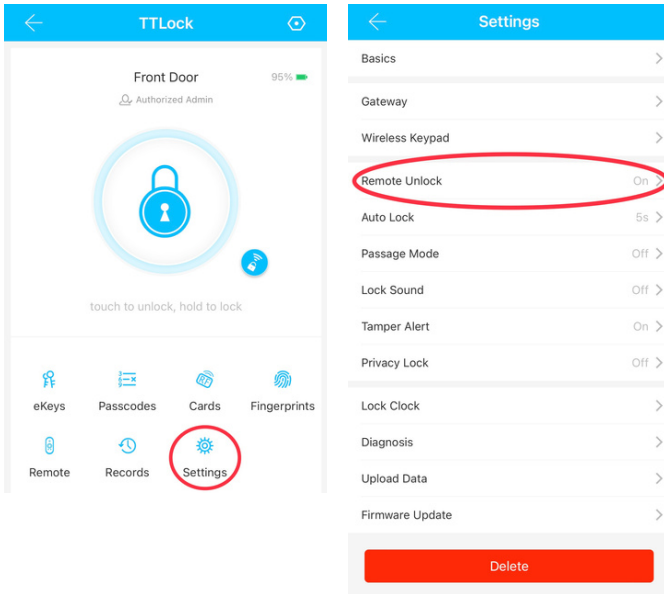 TTLock
Front Door
95%
Authorized Admin
touch to unlock, hold to lock
eKeys Passcodes Cards Fingerprints
Remote Records Settings
Settings
Basics
Gateway
Wireless Keypad
Remote Unlock On
Auto Lock 5s
Passage Mode Off
Lock Sound Off
Tamper Alert On
Privacy Lock Off
Lock Clock
Diagnosis
Upload Data
Firmware Update
Delete